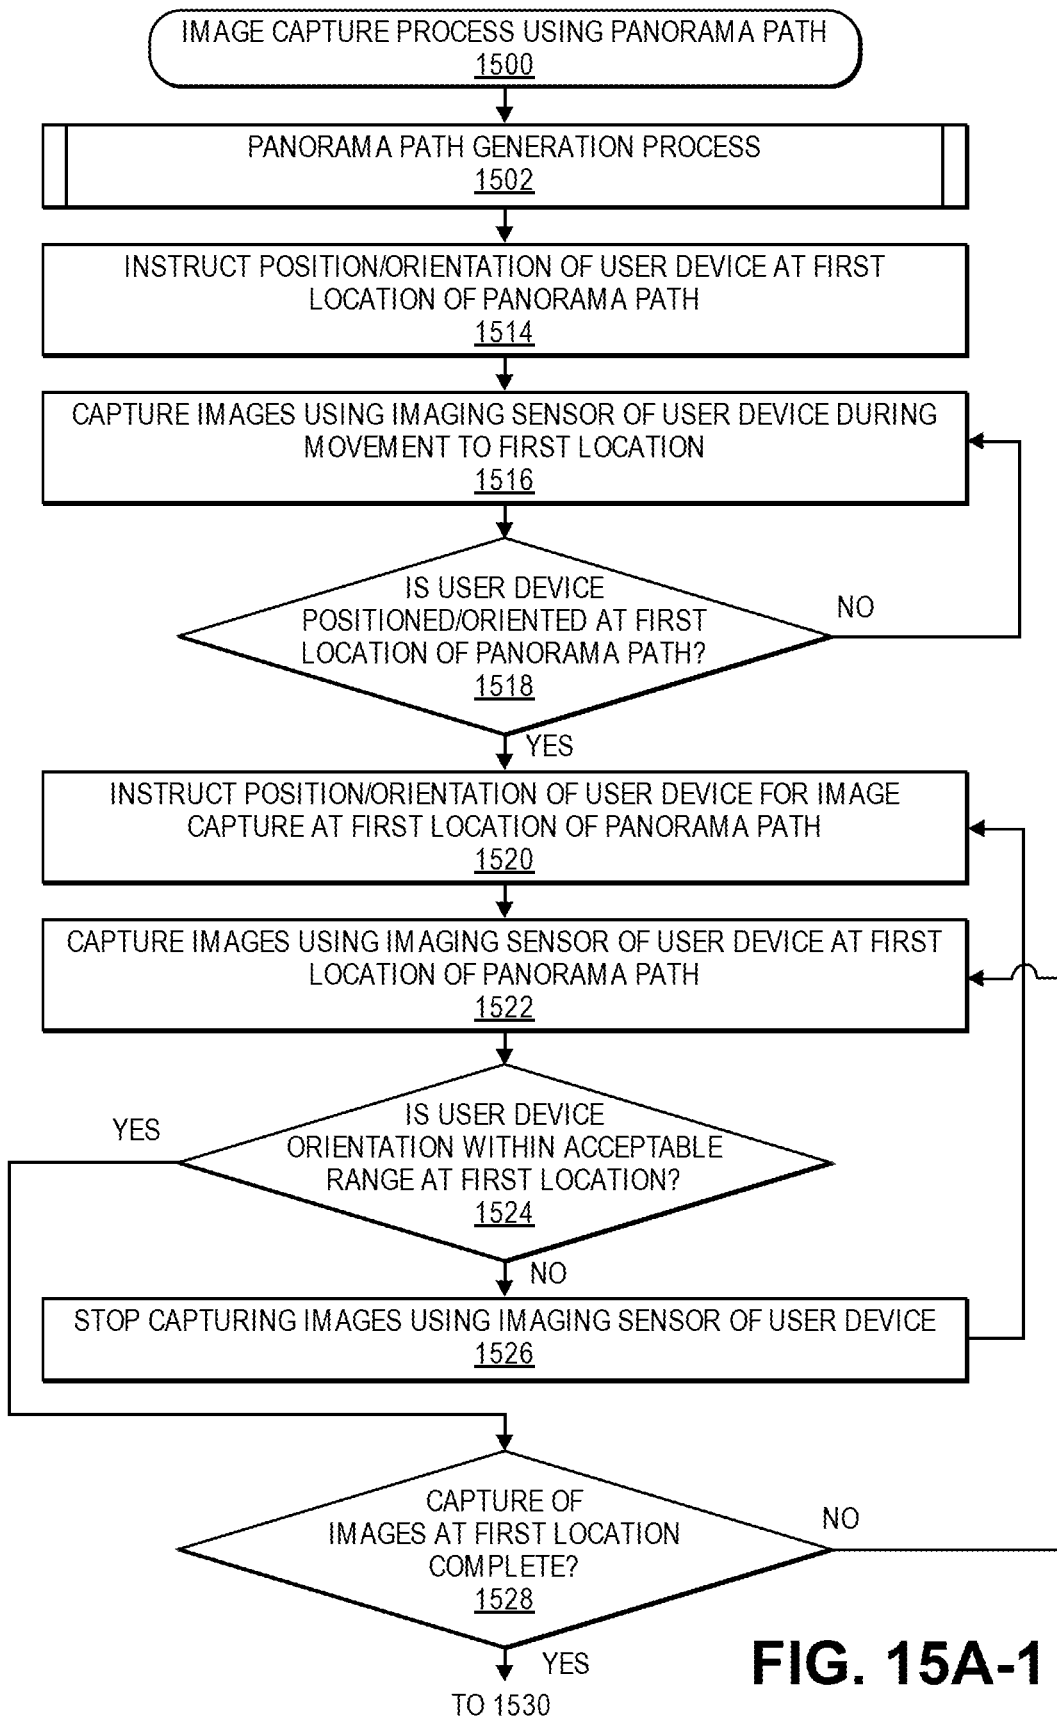 IMAGE CAPTURE PROCESS USING PANORAMA PATH
1500
PANORAMA PATH GENERATION PROCESS
1502
INSTRUCT POSITION/ORIENTATION OF USER DEVICE AT FIRST
LOCATION OF PANORAMA PATH
1514
CAPTURE IMAGES USING IMAGING SENSOR OF USER DEVICE DURING
MOVEMENT TO FIRST LOCATION
1516
IS USER DEVICE
POSITIONED/ORIENTED AT FIRST
LOCATION OF PANORAMA PATH?
1518
NO
YES
INSTRUCT POSITION/ORIENTATION OF USER DEVICE FOR IMAGE
CAPTURE AT FIRST LOCATION OF PANORAMA PATH
1520
CAPTURE IMAGES USING IMAGING SENSOR OF USER DEVICE AT FIRST
LOCATION OF PANORAMA PATH
1522
YES
IS USER DEVICE
ORIENTATION WITHIN ACCEPTABLE
RANGE AT FIRST LOCATION?
1524
NO
STOP CAPTURING IMAGES USING IMAGING SENSOR OF USER DEVICE
1526
CAPTURE OF
IMAGES AT FIRST LOCATION
COMPLETE?
1528
NO
YES
TO 1530
FIG. 15A-1